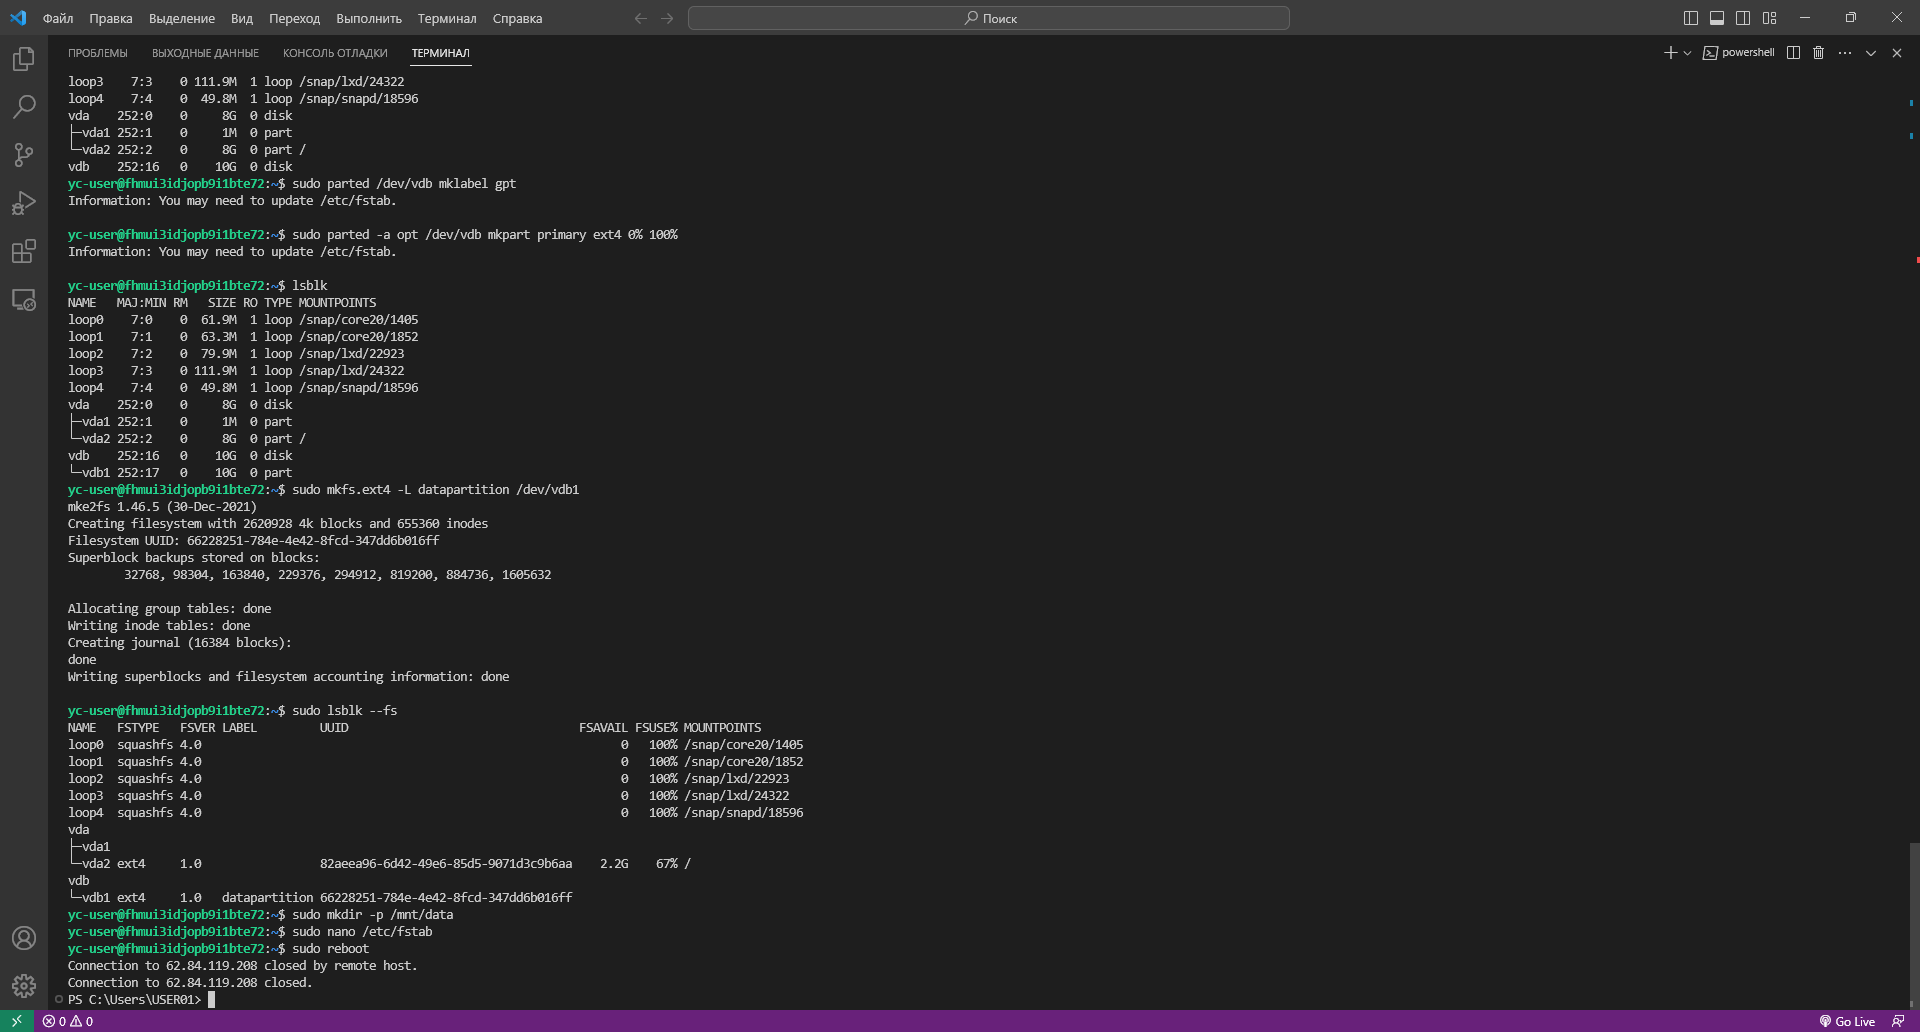 Файл Правка Выделение Вид Переход Выполнить Терминал Справка Поиск
ПРОБЛЕМЫ ВЫХОДНЫЕ ДАННЫЕ КОНСОЛЬ ОТЛАДКИ ТЕРМИНАЛ powershell
loop3    7:3    0 111.9M  1 loop /snap/lxd/24322
loop4    7:4    0  49.8M  1 loop /snap/snapd/18596
vda    252:0    0     8G  0 disk
├─vda1 252:1    0     1M  0 part
└─vda2 252:2    0     8G  0 part /
vdb    252:16   0    10G  0 disk
yc-user@fhmui3idjopb9i1bte72:~$ sudo parted /dev/vdb mklabel gpt
Information: You may need to update /etc/fstab.
yc-user@fhmui3idjopb9i1bte72:~$ sudo parted -a opt /dev/vdb mkpart primary ext4 0% 100%
Information: You may need to update /etc/fstab.
yc-user@fhmui3idjopb9i1bte72:~$ lsblk
NAME   MAJ:MIN RM   SIZE RO TYPE MOUNTPOINTS
loop0    7:0    0  61.9M  1 loop /snap/core20/1405
loop1    7:1    0  63.3M  1 loop /snap/core20/1852
loop2    7:2    0  79.9M  1 loop /snap/lxd/22923
loop3    7:3    0 111.9M  1 loop /snap/lxd/24322
loop4    7:4    0  49.8M  1 loop /snap/snapd/18596
vda    252:0    0     8G  0 disk
├─vda1 252:1    0     1M  0 part
└─vda2 252:2    0     8G  0 part /
vdb    252:16   0    10G  0 disk
└─vdb1 252:17   0    10G  0 part
yc-user@fhmui3idjopb9i1bte72:~$ sudo mkfs.ext4 -L datapartition /dev/vdb1
mke2fs 1.46.5 (30-Dec-2021)
Creating filesystem with 2620928 4k blocks and 655360 inodes
Filesystem UUID: 66228251-784e-4e42-8fcd-347dd6b016ff
Superblock backups stored on blocks:
        32768, 98304, 163840, 229376, 294912, 819200, 884736, 1605632
Allocating group tables: done
Writing inode tables: done
Creating journal (16384 blocks):
done
Writing superblocks and filesystem accounting information: done
yc-user@fhmui3idjopb9i1bte72:~$ sudo lsblk --fs
NAME   FSTYPE   FSVER LABEL         UUID                                 FSAVAIL FSUSE% MOUNTPOINTS
loop0  squashfs 4.0                                                            0   100% /snap/core20/1405
loop1  squashfs 4.0                                                            0   100% /snap/core20/1852
loop2  squashfs 4.0                                                            0   100% /snap/lxd/22923
loop3  squashfs 4.0                                                            0   100% /snap/lxd/24322
loop4  squashfs 4.0                                                            0   100% /snap/snapd/18596
vda
├─vda1
└─vda2 ext4     1.0                 82aeea96-6d42-49e6-85d5-9071d3c9b6aa    2.2G    67% /
vdb
└─vdb1 ext4     1.0   datapartition 66228251-784e-4e42-8fcd-347dd6b016ff
yc-user@fhmui3idjopb9i1bte72:~$ sudo mkdir -p /mnt/data
yc-user@fhmui3idjopb9i1bte72:~$ sudo nano /etc/fstab
yc-user@fhmui3idjopb9i1bte72:~$ sudo reboot
Connection to 62.84.119.208 closed by remote host.
Connection to 62.84.119.208 closed.
PS C:\Users\USER01>
0 0 Go Live